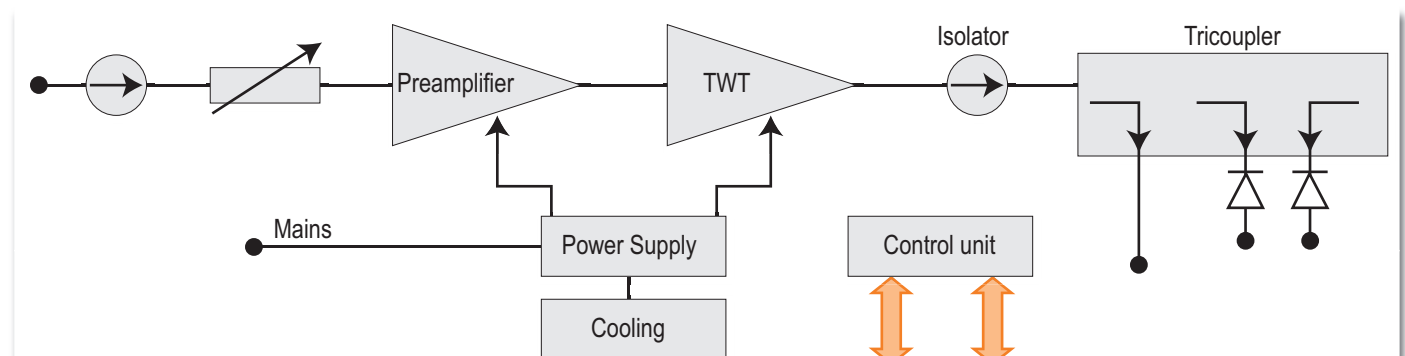 Isolator
Tricoupler
Preamplifier
TWT
Mains
Power Supply
Control unit
Cooling